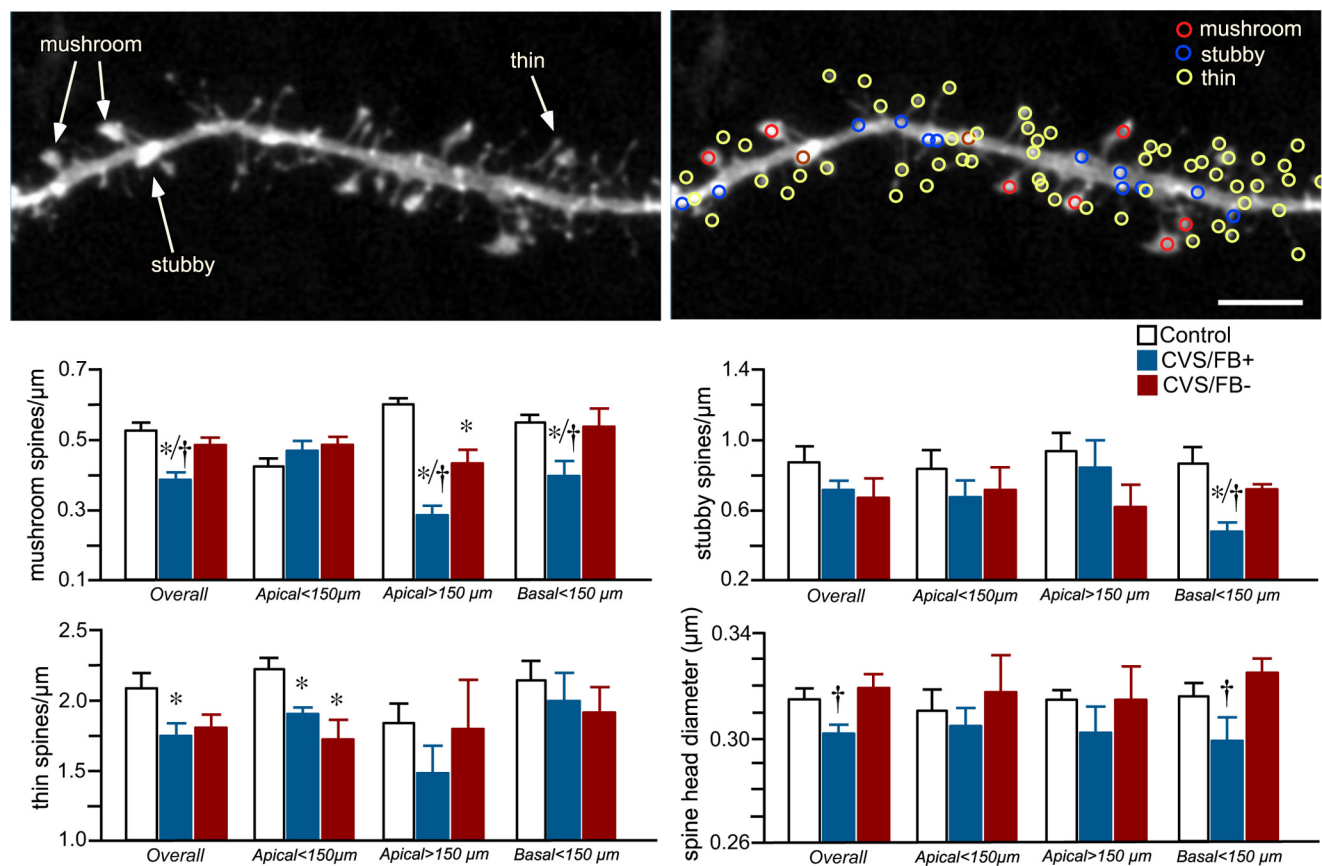 mushroom
thin
stubby
mushroom
stubby
thin
Control
CVS/FB+
CVS/FB-
mushroom spines/µm
0.7
0.5
0.3
0.1
*/†
*/†
*
*/†
Overall
Apical<150µm
Apical>150 µm
Basal<150 µm
stubby spines/µm
1.4
1.0
0.6
0.2
*/†
Overall
Apical<150 µm
Apical>150 µm
Basal<150 µm
thin spines/µm
2.5
2.0
1.5
1.0
*
*
*
Overall
Apical<150µm
Apical>150 µm
Basal<150 µm
spine head diameter (µm)
0.34
0.30
0.26
†
†
Overall
Apical<150µm
Apical>150 µm
Basal<150 µm